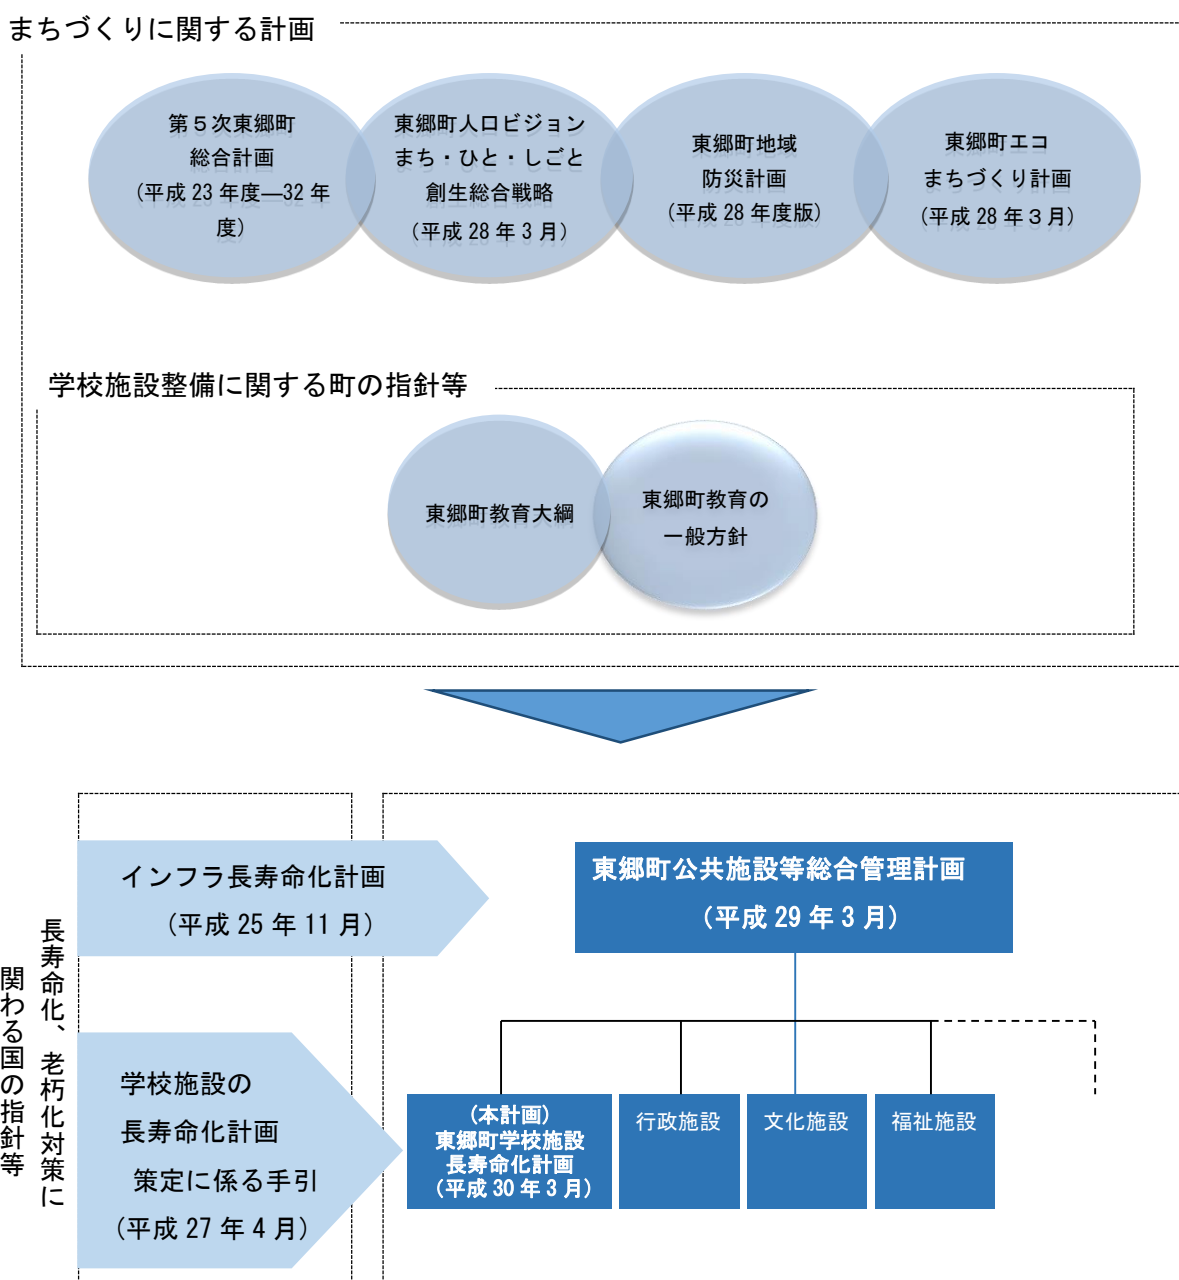 まちづくりに関する計画
第５次東郷町
総合計画
(平成 23 年度―32 年
度)
東郷町人口ビジョン
まち・ひと・しごと
創生総合戦略
(平成 28 年 3 月)
東郷町地域
防災計画
(平成 28 年度版)
東郷町エコ
まちづくり計画
(平成 28 年３月)
学校施設整備に関する町の指針等
東郷町教育大綱
東郷町教育の
一般方針
長寿命化、老朽化対策に
関わる国の指針等
インフラ長寿命化計画
(平成 25 年 11 月)
学校施設の
長寿命化計画
策定に係る手引
(平成 27 年 4 月)
東郷町公共施設等総合管理計画
(平成 29 年 3 月)
(本計画)
東郷町学校施設
長寿命化計画
(平成 30 年 3 月)
行政施設
文化施設
福祉施設